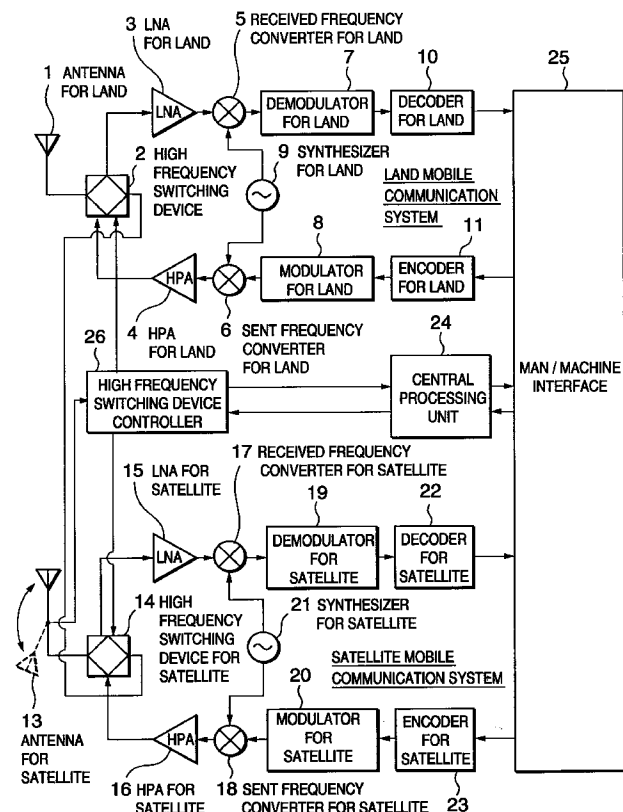 5 RECEIVED FREQUENCY
CONVERTER FOR LAND
3 LNA
FOR LAND
1 ANTENNA
FOR LAND
7
10
25
LNA
DEMODULATOR
FOR LAND
DECODER
FOR LAND
2 HIGH
FREQUENCY
SWITCHING
DEVICE
9 SYNTHESIZER
FOR LAND
LAND MOBILE
COMMUNICATION
SYSTEM
8
11
HPA
MODULATOR
FOR LAND
ENCODER
FOR LAND
4 HPA
FOR LAND
6 SENT FREQUENCY
CONVERTER
FOR LAND
24
26
HIGH FREQUENCY
SWITCHING DEVICE
CONTROLLER
CENTRAL
PROCESSING
UNIT
MAN / MACHINE
INTERFACE
17 RECEIVED FREQUENCY
CONVERTER FOR SATELLITE
15 LNA FOR
SATELLITE
19
22
LNA
DEMODULATOR
FOR
SATELLITE
DECODER
FOR
SATELLITE
14 HIGH
FREQUENCY
SWITCHING
DEVICE FOR
SATELLITE
21 SYNTHESIZER
FOR SATELLITE
SATELLITE MOBILE
COMMUNICATION SYSTEM
13
ANTENNA
FOR
SATELLITE
20
HPA
MODULATOR
FOR
SATELLITE
ENCODER
FOR
SATELLITE
16 HPA FOR
SATELLITE
18 SENT FREQUENCY
CONVERTER FOR SATELLITE
23